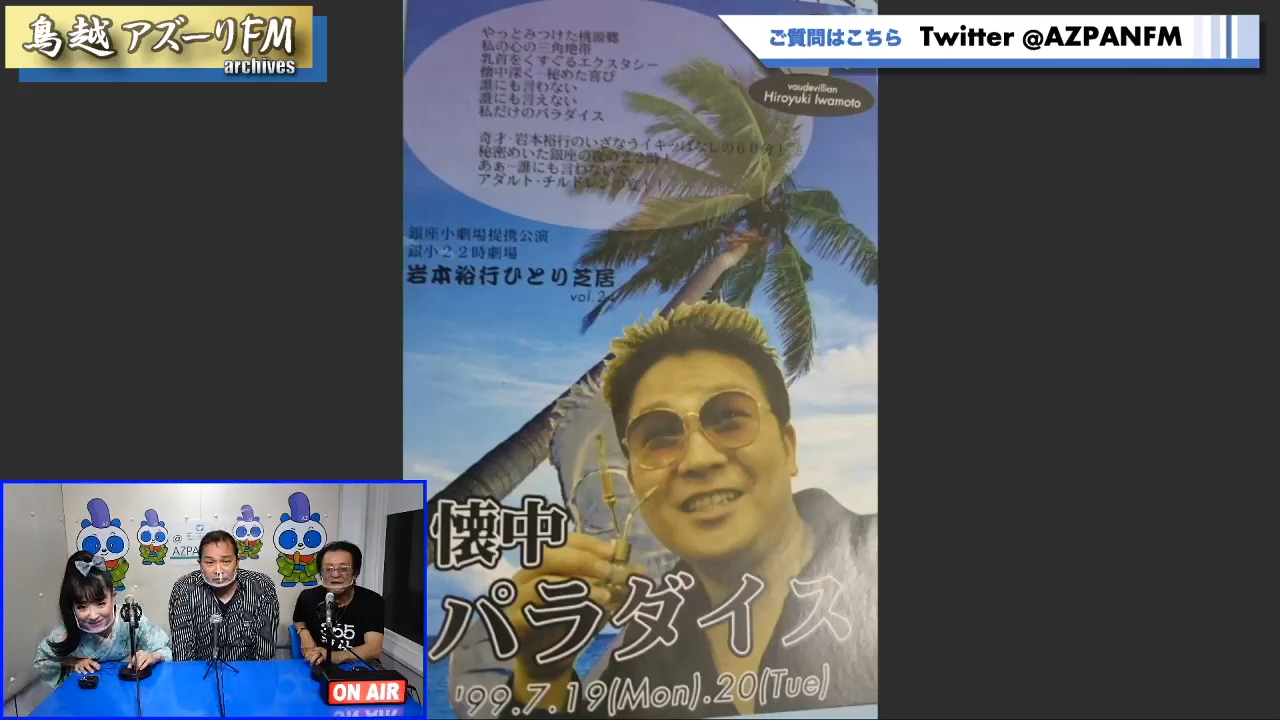 鳥越アズーリFM
archives
ご質問はこちら Twitter @AZPANFM
やっとみつけた桃源郷
私の心の三角地帯
乳首をくすぐるエクスタシー
懐中深く−秘めた喜び
誰にも言わない
誰にも言えない
私だけのパラダイス
奇才・岩本裕行のいざなうイキッぱなしの60分!
秘密めいた銀座の夜の22時!
あぁ−誰にも言わないで
アダルト・チルドレンの
vaudevillian
Hiroyuki Iwamoto
銀座小劇場提携公演
銀小22時劇場
岩本裕行ひとり芝居
vol.24
懐中
パラダイス
'99.7.19(Mon).20(Tue)
@
AZPAN
365
ON AIR